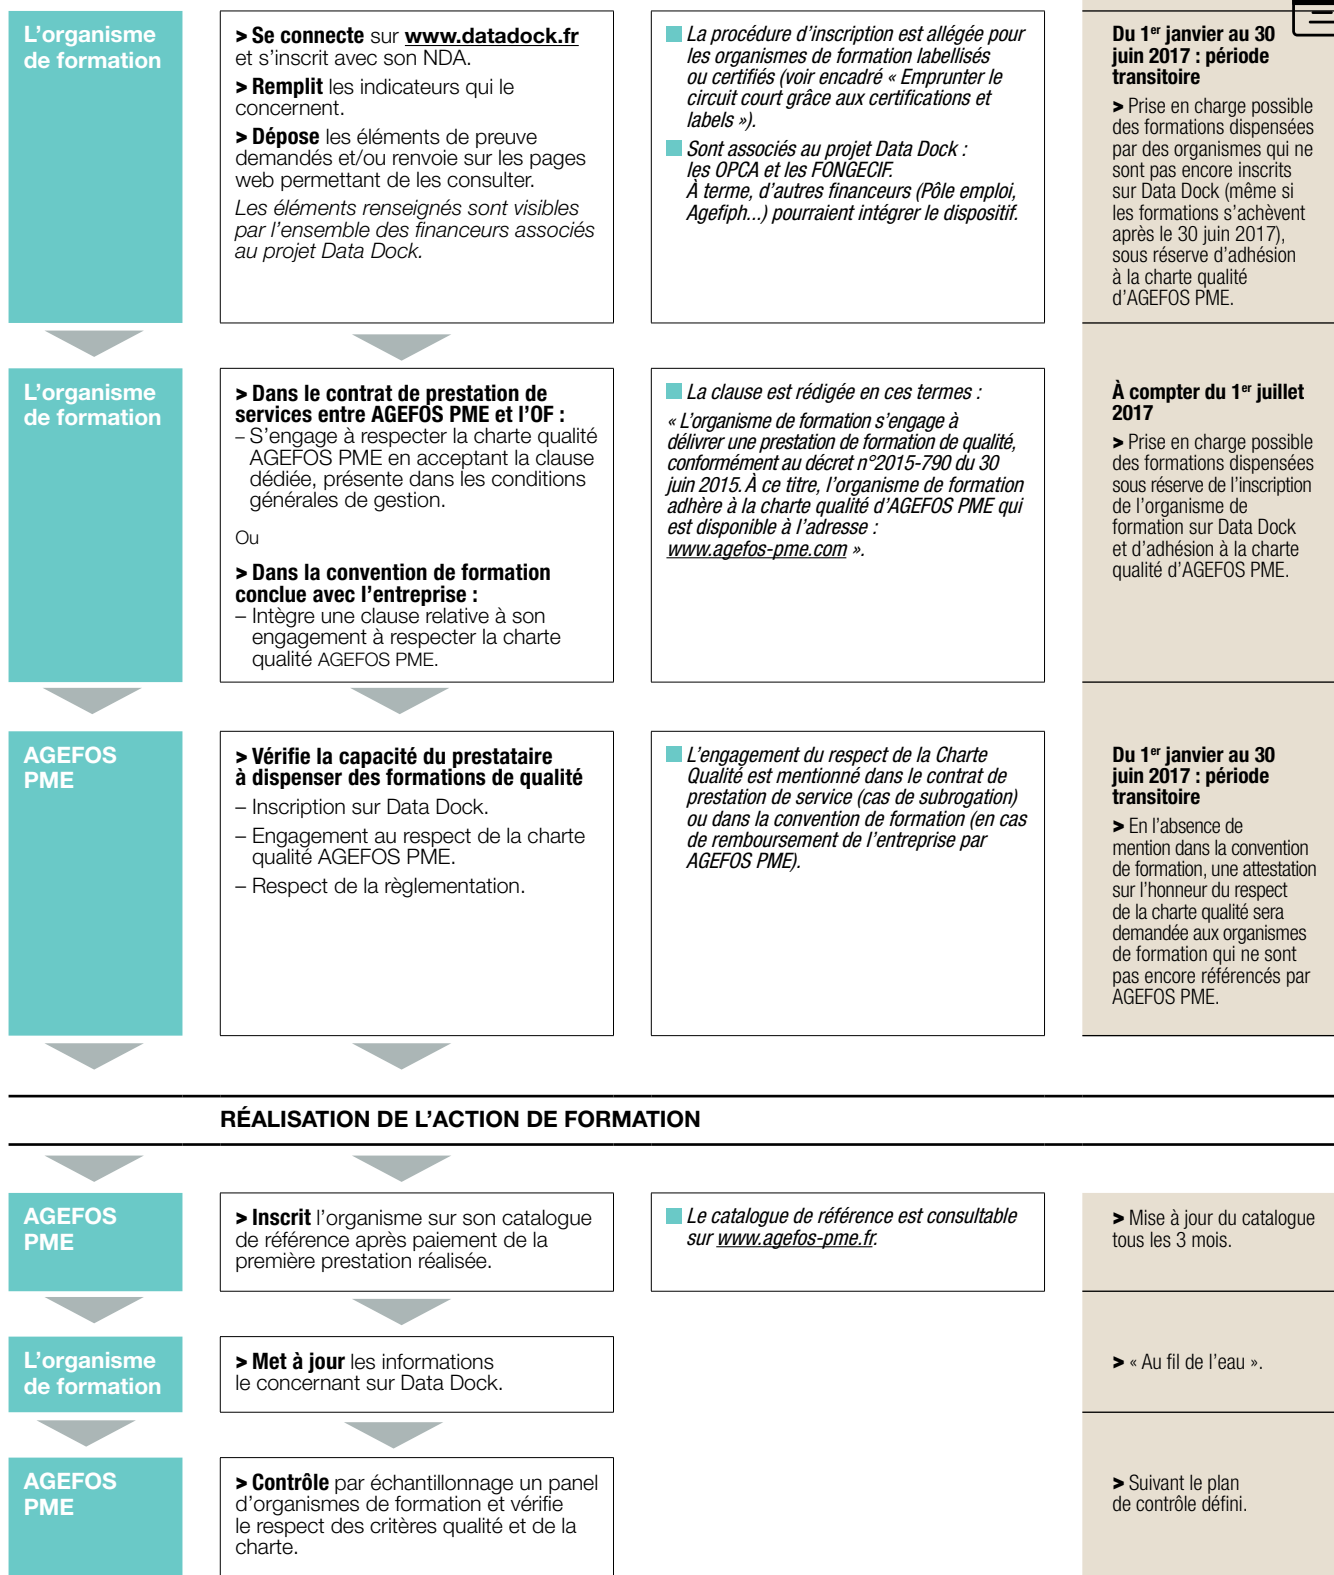 L'organisme
de formation
> Se connecte sur www.datadock.fr
et s'inscrit avec son NDA.
> Remplit les indicateurs qui le
concernent.
> Dépose les éléments de preuve
demandés et/ou renvoie sur les pages
web permettant de les consulter.
Les éléments renseignés sont visibles
par l'ensemble des financeurs associés
au projet Data Dock.
La procédure d'inscription est allégée pour
les organismes de formation labellisés
ou certifiés (voir encadré « Emprunter le
circuit court grâce aux certifications et
labels »).
Sont associés au projet Data Dock :
les OPCA et les FONGECIF.
À terme, d'autres financeurs (Pôle emploi,
Agefiph...) pourraient intégrer le dispositif.
Du 1er janvier au 30
juin 2017 : période
transitoire
> Prise en charge possible
des formations dispensées
par des organismes qui ne
sont pas encore inscrits
sur Data Dock (même si
les formations s'achèvent
après le 30 juin 2017),
sous réserve d'adhésion
à la charte qualité
d'AGEFOS PME.
L'organisme
de formation
> Dans le contrat de prestation de
services entre AGEFOS PME et l'OF :
– S'engage à respecter la charte qualité
AGEFOS PME en acceptant la clause
dédiée, présente dans les conditions
générales de gestion.
Ou
> Dans la convention de formation
conclue avec l'entreprise :
– Intègre une clause relative à son
engagement à respecter la charte
qualité AGEFOS PME.
La clause est rédigée en ces termes :
« L'organisme de formation s'engage à
délivrer une prestation de formation de qualité,
conformément au décret n°2015-790 du 30
juin 2015. À ce titre, l'organisme de formation
adhère à la charte qualité d'AGEFOS PME qui
est disponible à l'adresse :
www.agefos-pme.com ».
À compter du 1er juillet
2017
> Prise en charge possible
des formations dispensées
sous réserve de l'inscription
de l'organisme de
formation sur Data Dock
et d'adhésion à la charte
qualité d'AGEFOS PME.
AGEFOS
PME
> Vérifie la capacité du prestataire
à dispenser des formations de qualité
– Inscription sur Data Dock.
– Engagement au respect de la charte
qualité AGEFOS PME.
– Respect de la règlementation.
L'engagement du respect de la Charte
Qualité est mentionné dans le contrat de
prestation de service (cas de subrogation)
ou dans la convention de formation (en cas
de remboursement de l'entreprise par
AGEFOS PME).
Du 1er janvier au 30
juin 2017 : période
transitoire
> En l'absence de
mention dans la convention
de formation, une attestation
sur l'honneur du respect
de la charte qualité sera
demandée aux organismes
de formation qui ne sont
pas encore référencés par
AGEFOS PME.
RÉALISATION DE L'ACTION DE FORMATION
AGEFOS
PME
> Inscrit l'organisme sur son catalogue
de référence après paiement de la
première prestation réalisée.
Le catalogue de référence est consultable
sur www.agefos-pme.fr.
> Mise à jour du catalogue
tous les 3 mois.
L'organisme
de formation
> Met à jour les informations
le concernant sur Data Dock.
> « Au fil de l'eau ».
AGEFOS
PME
> Contrôle par échantillonnage un panel
d'organismes de formation et vérifie
le respect des critères qualité et de la
charte.
> Suivant le plan
de contrôle défini.